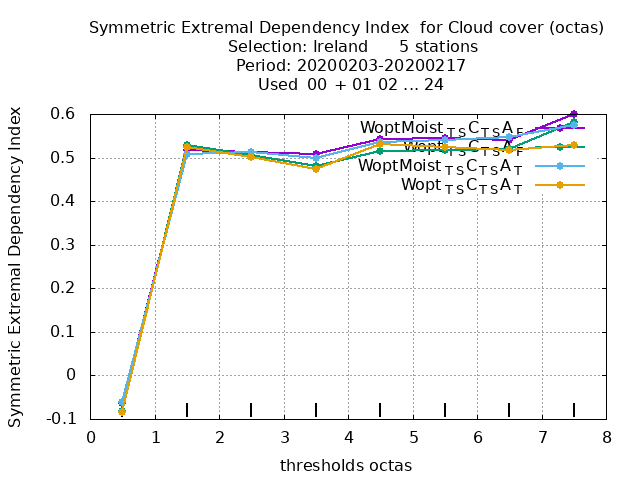 Symmetric Extremal Dependency Index  for Cloud cover (octas)
Selection: Ireland      5 stations
Period: 20200203-20200217
Used  00  + 01 02 ... 24
Symmetric Extremal Dependency Index
0.6
0.5
0.4
0.3
0.2
0.1
0
-0.1
WoptMoist TS C TS A F
Wopt TS C TS A F
WoptMoist TS C TS A T
Wopt TS C TS A T
0 1 2 3 4 5 6 7 8
thresholds octas